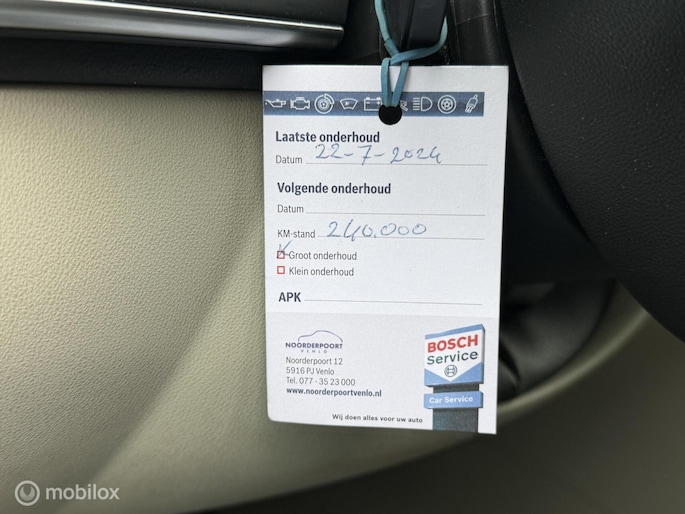 Laatste onderhoud
Datum 22-7-2024
Volgende onderhoud
Datum
KM-stand 240.000
Groot onderhoud
Klein onderhoud
APK
NOORDERPOORT
VENLO
Noorderpoort 12
5916 PJ Venlo
Tel. 077 - 35 23 000
www.noorderpoortvenlo.nl
BOSCH
Service
Car Service
Wij doen alles voor uw auto
mobilox